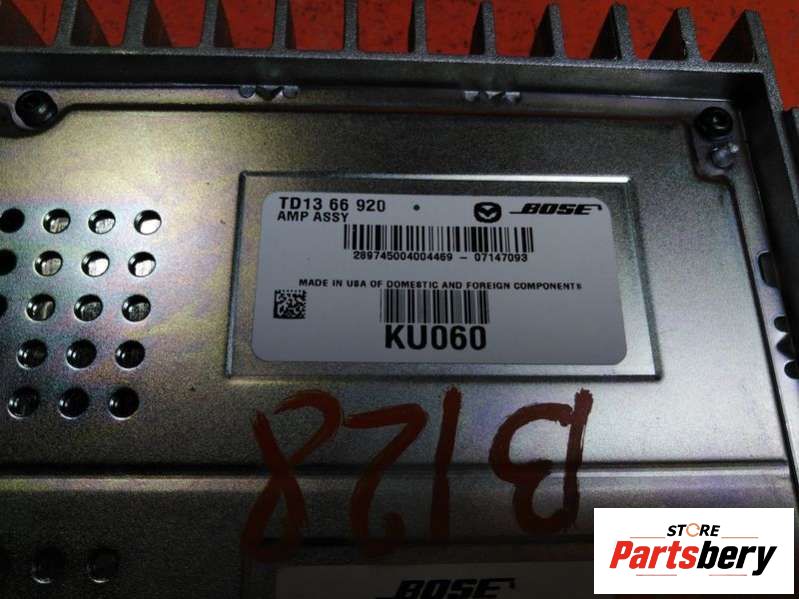 TD13 66 920
BOSE
AMP ASSY
289745004004469 - 07147093
MADE IN USA OF DOMESTIC AND FOREIGN COMPONENTS
KU060
B128
BOSE
STORE
Partsbery